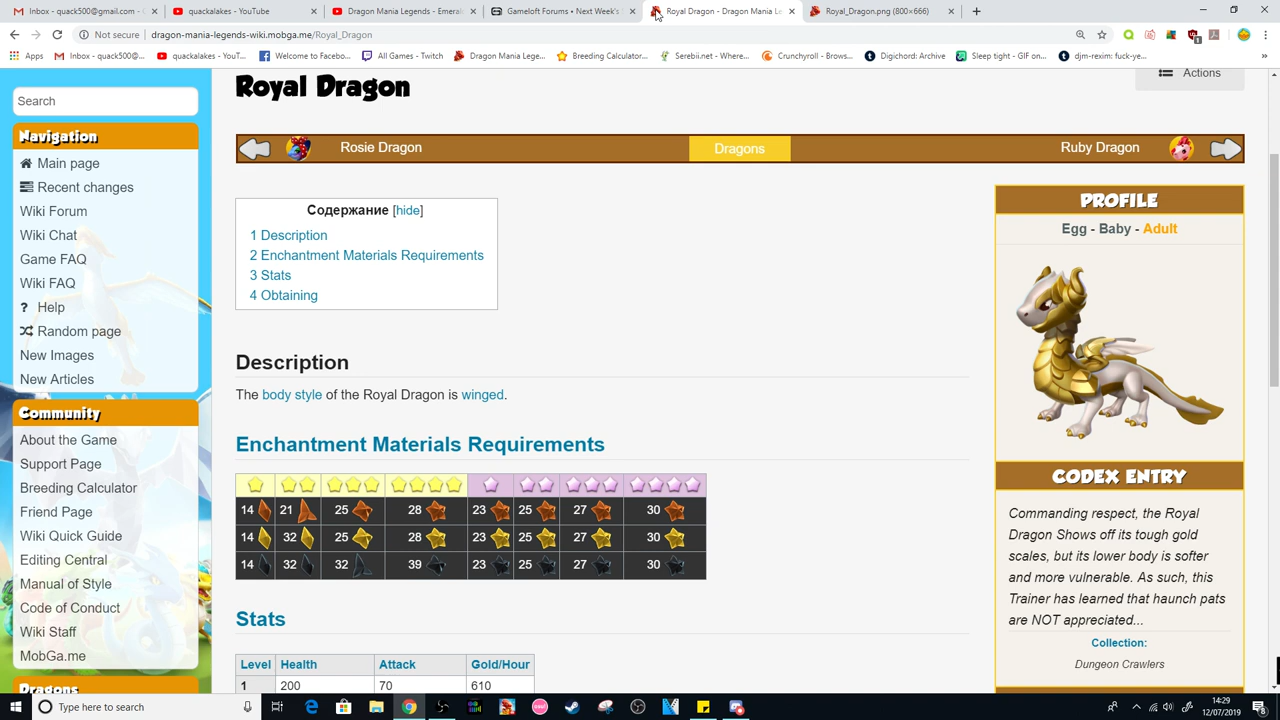 Inbox - quack500@gmail.com - G
quackalakes - YouTube
Dragon Mania Legends - Emeral
Gameloft Forums • Next Week's
Royal Dragon - Dragon Mania Le
Royal_Dragon.png (800×666)
Not secure | dragon-mania-legends-wiki.mobga.me/Royal_Dragon
Apps
Inbox - quack500@...
quackalakes - YouT...
Welcome to Facebo...
All Games - Twitch
Dragon Mania Lege...
Breeding Calculator...
Serebii.net - Where...
Crunchyroll - Brows...
Digichord: Archive
Sleep tight - GIF on...
djm-rexim: fuck-ye...
Royal Dragon
Actions
Search
Rosie Dragon
Dragons
Ruby Dragon
Navigation
Main page
Recent changes
Wiki Forum
Wiki Chat
Game FAQ
Wiki FAQ
? Help
Random page
New Images
New Articles
Community
About the Game
Support Page
Breeding Calculator
Friend Page
Wiki Quick Guide
Editing Central
Manual of Style
Code of Conduct
Wiki Staff
MobGa.me
Dragons
Содержание [hide]
1 Description
2 Enchantment Materials Requirements
3 Stats
4 Obtaining
Description
The body style of the Royal Dragon is winged.
Enchantment Materials Requirements
14 21 25 28 23 25 27 30
14 32 25 28 23 25 27 30
14 32 32 39 23 25 27 30
Stats
Level Health Attack Gold/Hour
1 200 70 610
PROFILE
Egg - Baby - Adult
CODEX ENTRY
Commanding respect, the Royal
Dragon Shows off its tough gold
scales, but its lower body is softer
and more vulnerable. As such, this
Trainer has learned that haunch pats
are NOT appreciated...
Collection:
Dungeon Crawlers
Type here to search
14:29
12/07/2019